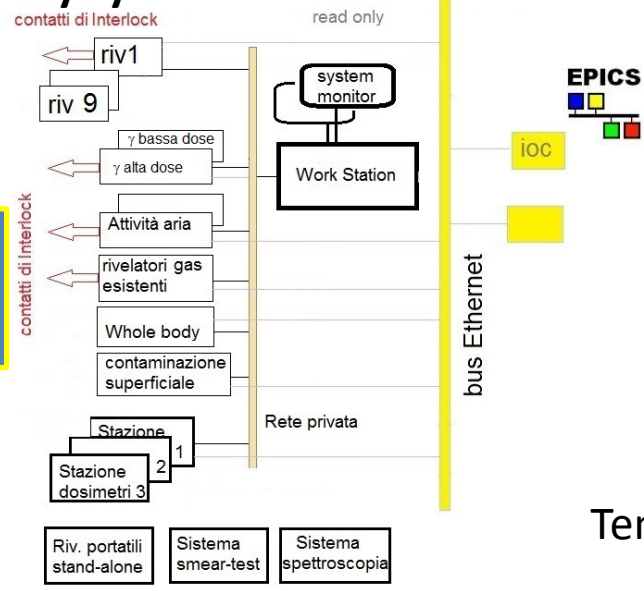 contatti di Interlock
read only
riv1
riv 9
system
monitor
EPICS
γ bassa dose
γ alta dose
Work Station
ioc
contatti di Interlock
Attività aria
rivelatori gas
esistenti
bus Ethernet
Whole body
contaminazione
superficiale
Rete privata
Stazione
1
2
Stazione
dosimetri 3
Riv. portatili
stand-alone
Sistema
smear-test
Sistema
spettroscopia